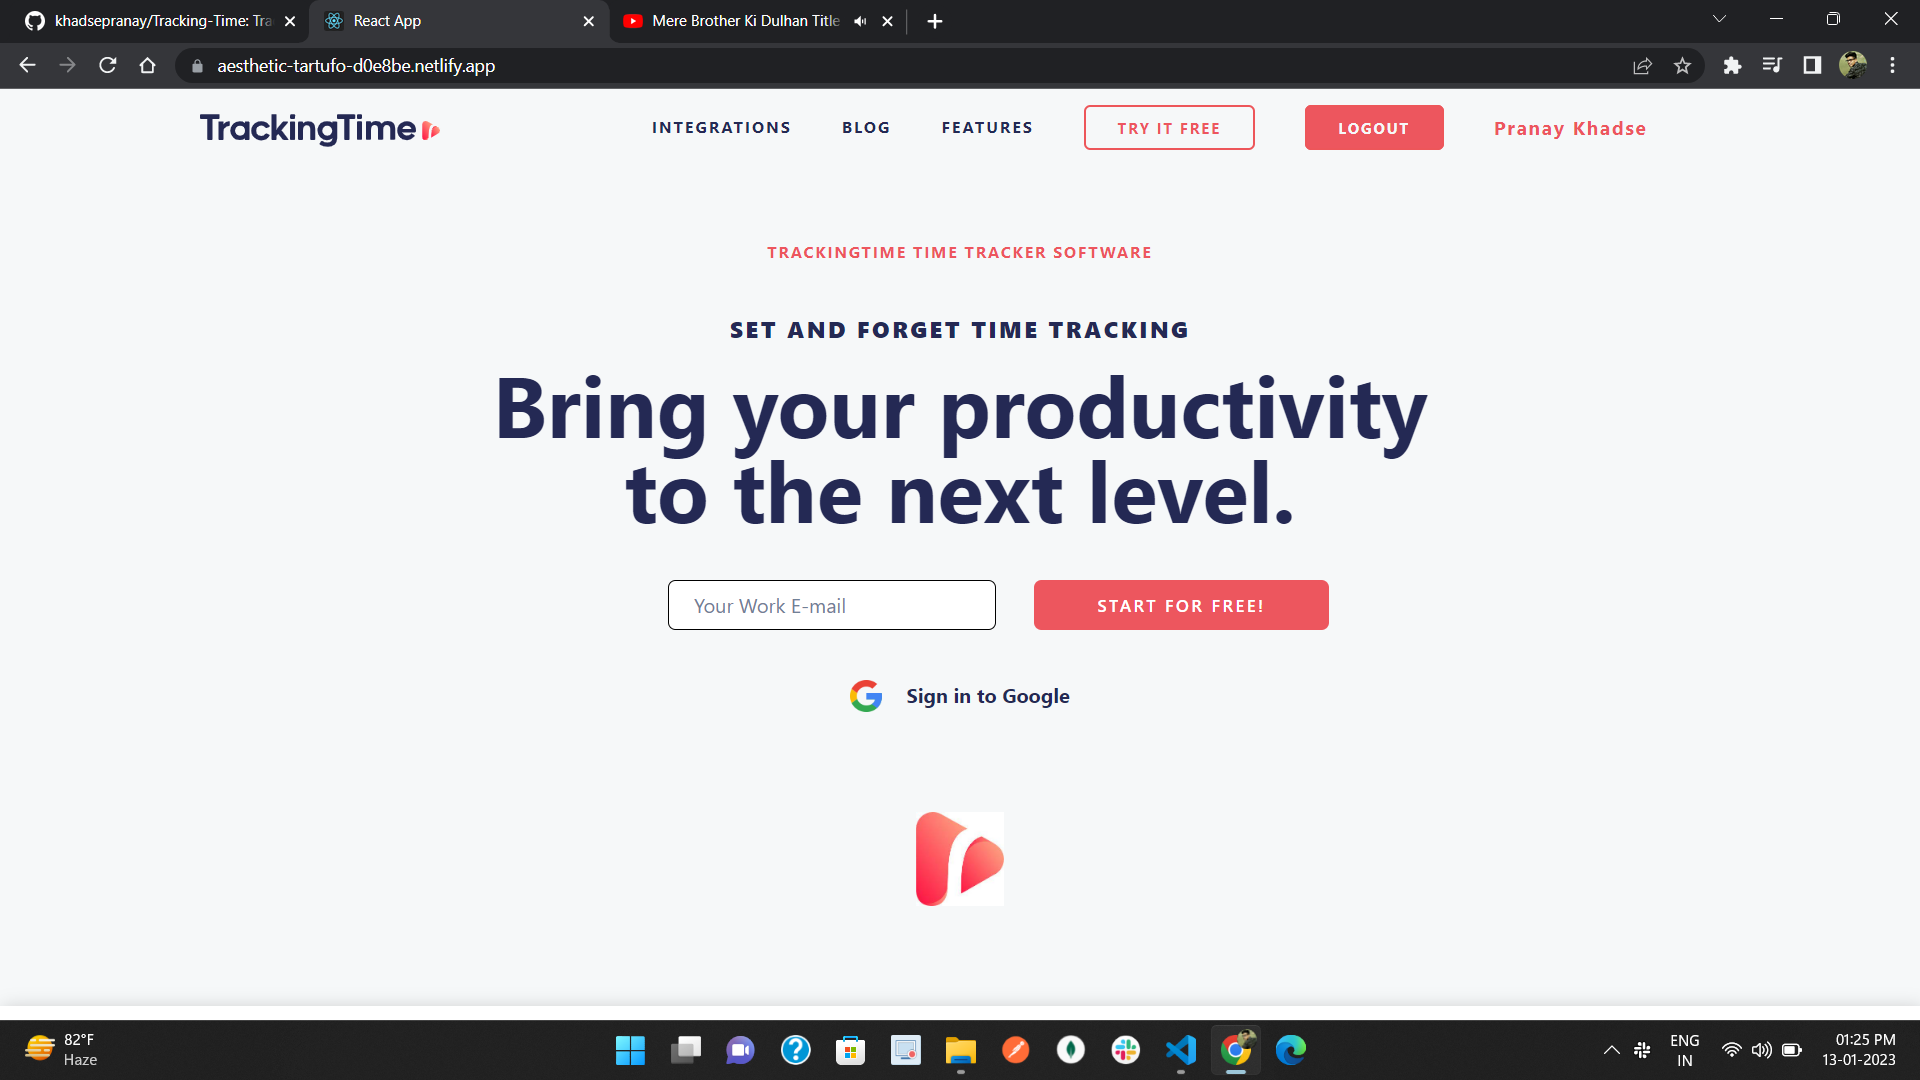 khadsepranay/Tracking-Time: Tra
React App
Mere Brother Ki Dulhan Title
aesthetic-tartufo-d0e8be.netlify.app
TrackingTime
INTEGRATIONS
BLOG
FEATURES
TRY IT FREE
LOGOUT
Pranay Khadse
TRACKINGTIME TIME TRACKER SOFTWARE
SET AND FORGET TIME TRACKING
Bring your productivity
to the next level.
Your Work E-mail
START FOR FREE!
Sign in to Google
82°F
Haze
ENG
IN
01:25 PM
13-01-2023